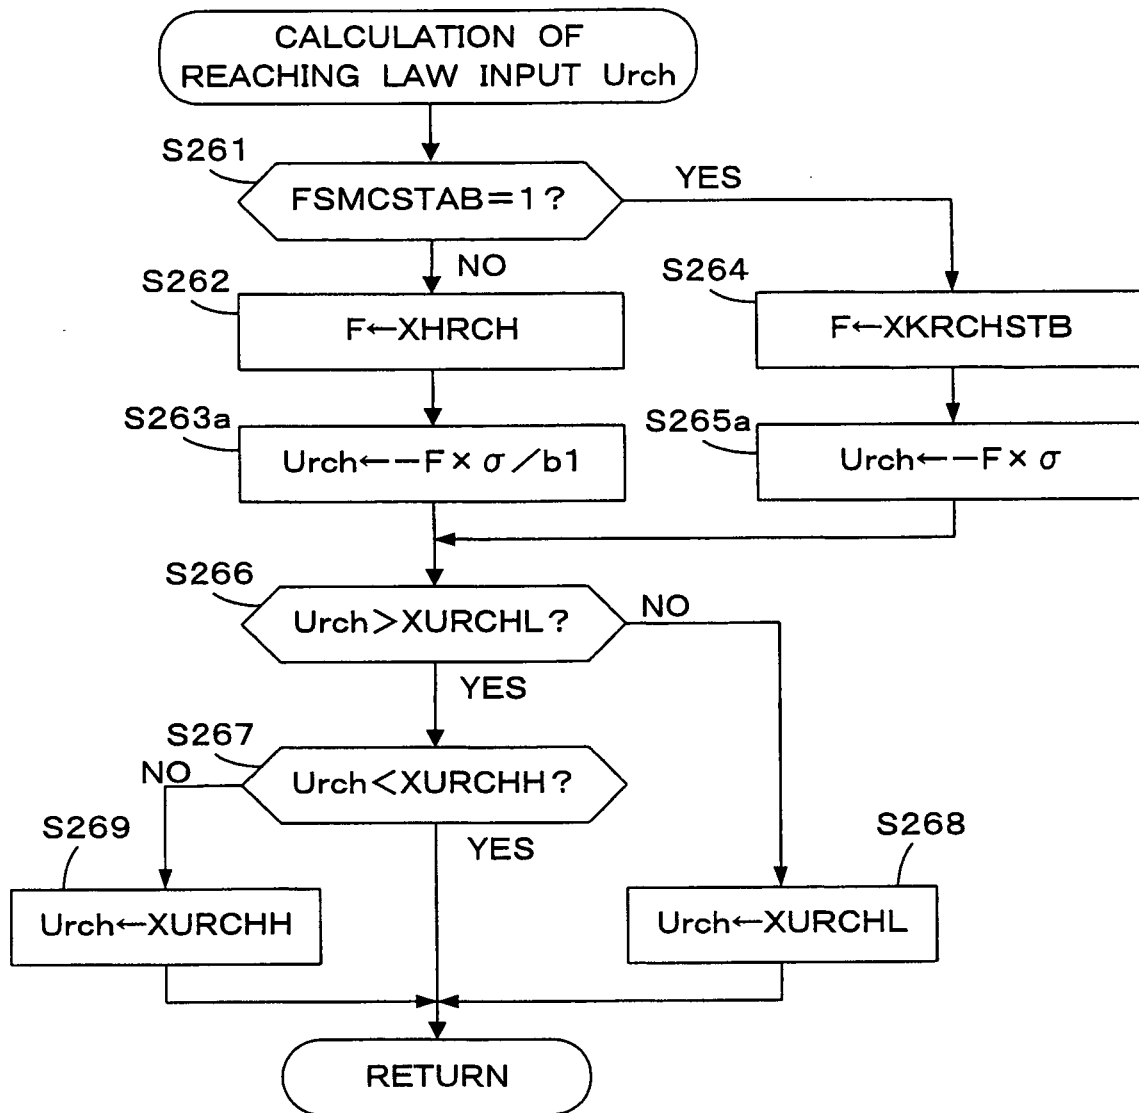 CALCULATION OF
REACHING LAW INPUT Urch
S261
FSMCSTAB=1?
YES
NO
S262
F←XHRCH
S264
F←XKRCHSTB
S263a
Urch←−F×σ/b1
S265a
Urch←−F×σ
S266
Urch>XURCHL?
NO
YES
S267
Urch<XURCHH?
NO
YES
S269
Urch←XURCHH
S268
Urch←XURCHL
RETURN